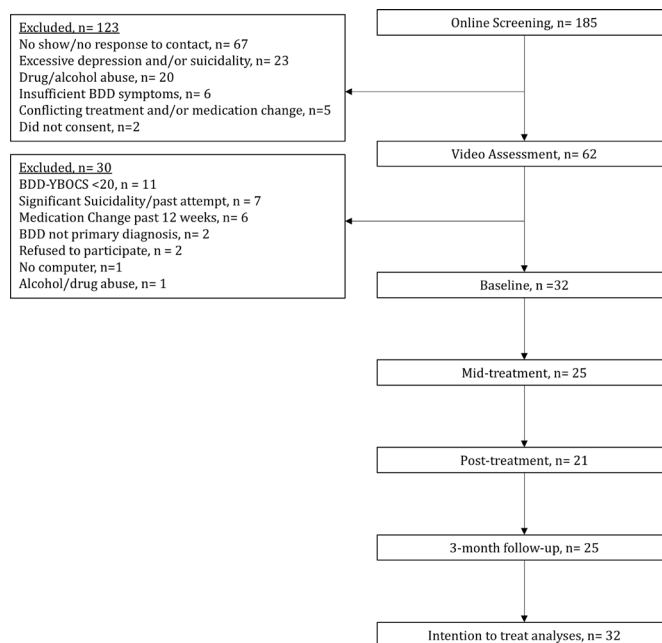 Online Screening, n= 185
Excluded, n= 123
No show/no response to contact, n= 67
Excessive depression and/or suicidality, n= 23
Drug/alcohol abuse, n= 20
Insufficient BDD symptoms, n= 6
Conflicting treatment and/or medication change, n=5
Did not consent, n=2
Video Assessment, n= 62
Excluded, n= 30
BDD-YBOCS <20, n = 11
Significant Suicidality/past attempt, n = 7
Medication Change past 12 weeks, n= 6
BDD not primary diagnosis, n= 2
Refused to participate, n = 2
No computer, n=1
Alcohol/drug abuse, n= 1
Baseline, n =32
Mid-treatment, n= 25
Post-treatment, n= 21
3-month follow-up, n= 25
Intention to treat analyses, n= 32